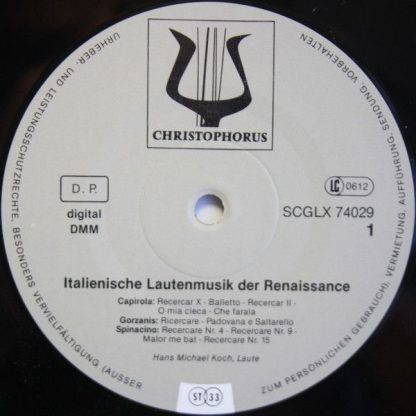 URHEBER- UND LEISTUNGSSCHUTZRECHTE, BESONDERS VERVIELFÄLTIGUNG (AUSSER ZUM PERSÖNLICHEN GEBRAUCH), VERMIETUNG, AUFFÜHRUNG, SENDUNG, VORBEHALTEN
CHRISTOPHORUS
D. P.
digital
DMM
LC 0612
SCGLX 74029
1
Italienische Lautenmusik der Renaissance
Capirola: Recercar X - Balletto - Recercar II -
O mia cieca - Che farala
Gorzanis: Ricercare - Padovana e Saltarello
Spinacino: Recercare Nr. 4 - Recercare Nr. 9 -
Malor me bat - Recercare Nr. 15
Hans Michael Koch, Laute
ST 33